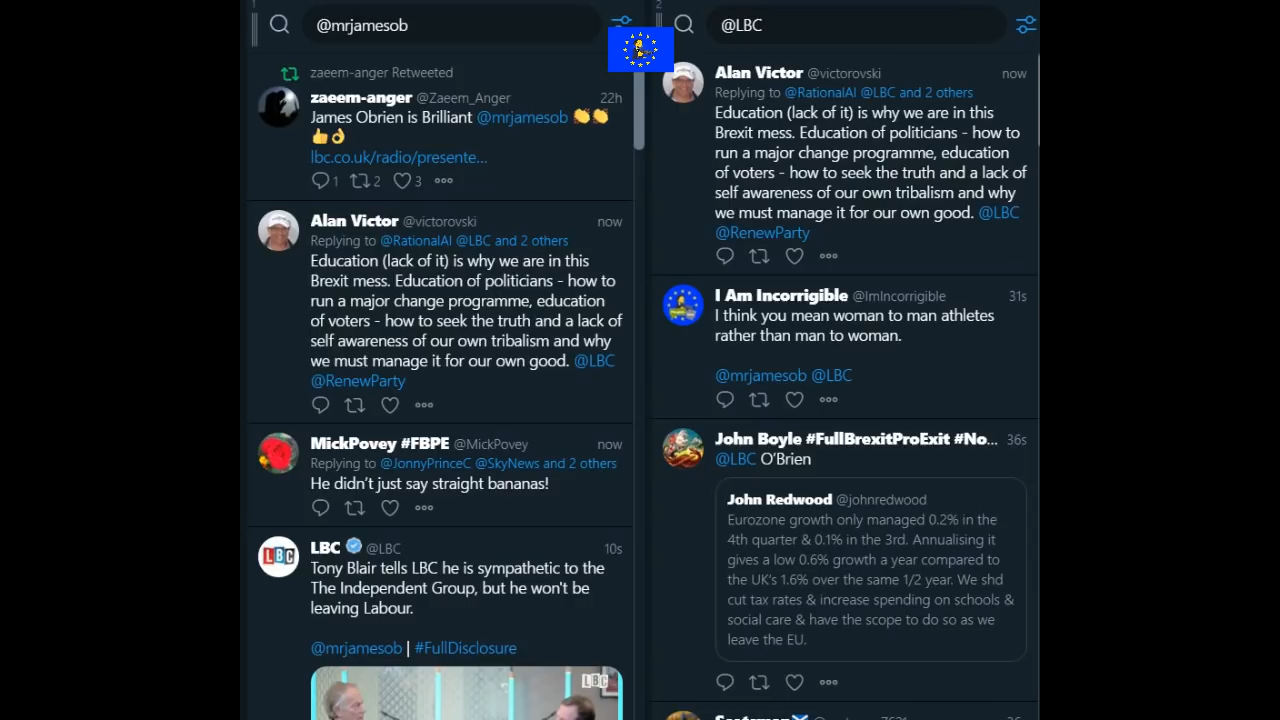 1
@mrjamesob
zaeem-anger Retweeted
zaeem-anger @Zaeem_Anger 22h
James Obrien is Brilliant @mrjamesob 👏👏
👍👌
lbc.co.uk/radio/presente...
1 2 3
Alan Victor @victorovski now
Replying to @RationalAI @LBC and 2 others
Education (lack of it) is why we are in this
Brexit mess. Education of politicians - how to
run a major change programme, education
of voters - how to seek the truth and a lack of
self awareness of our own tribalism and why
we must manage it for our own good. @LBC
@RenewParty
MickPovey #FBPE @MickPovey now
Replying to @JonnyPrinceC @SkyNews and 2 others
He didn't just say straight bananas!
LBC @LBC 10s
LBC
Tony Blair tells LBC he is sympathetic to the
The Independent Group, but he won't be
leaving Labour.
@mrjamesob | #FullDisclosure
LBC
2
@LBC
Alan Victor @victorovski now
Replying to @RationalAI @LBC and 2 others
Education (lack of it) is why we are in this
Brexit mess. Education of politicians - how to
run a major change programme, education
of voters - how to seek the truth and a lack of
self awareness of our own tribalism and why
we must manage it for our own good. @LBC
@RenewParty
I Am Incorrigible @ImIncorrigible 31s
I think you mean woman to man athletes
rather than man to woman.
@mrjamesob @LBC
John Boyle #FullBrexitProExit #No... 36s
@LBC O'Brien
John Redwood @johnredwood
Eurozone growth only managed 0.2% in the
4th quarter & 0.1% in the 3rd. Annualising it
gives a low 0.6% growth a year compared to
the UK's 1.6% over the same 1/2 year. We shd
cut tax rates & increase spending on schools &
social care & have the scope to do so as we
leave the EU.